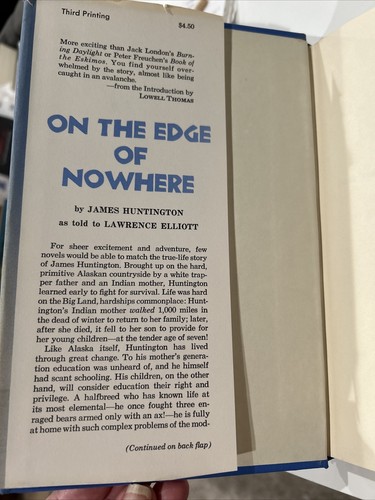 Third Printing
$4.50
More exciting than Jack London's Burn-
ing Daylight or Peter Freuchen's Book of
the Eskimos. You find yourself over-
whelmed by the story, almost like being
caught in an avalanche.
—from the Introduction by
LOWELL THOMAS
ON THE EDGE
OF
NOWHERE
by JAMES HUNTINGTON
as told to LAWRENCE ELLIOTT
For sheer excitement and adventure, few
novels would be able to match the true-life story
of James Huntington. Brought up on the hard,
primitive Alaskan countryside by a white trap-
per father and an Indian mother, Huntington
learned early to fight for survival. Life was hard
on the Big Land, hardships commonplace: Hunt-
ington's Indian mother walked 1,000 miles in
the dead of winter to return to her family; later,
after she died, it fell to her son to provide for
her young children—at the tender age of seven!
Like Alaska itself, Huntington has lived
through great change. To his mother's genera-
tion education was unheard of, and he himself
had scant schooling. His children, on the other
hand, will consider education their right and
privilege. A halfbreed who has known life at
its most elemental—he once fought three en-
raged bears armed only with an ax!—he is fully
at home with such complex problems of the mod-
(Continued on back flap)